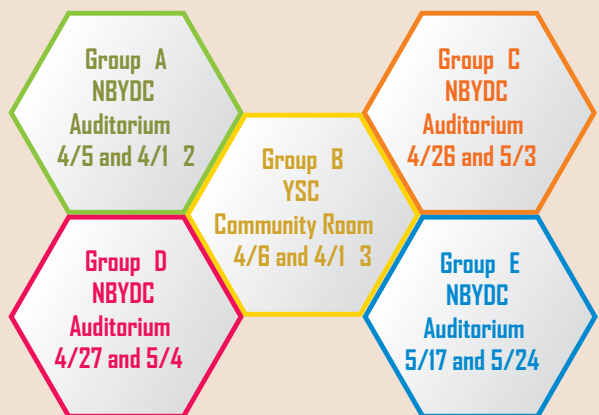 Group A
NBYDC
Auditorium
4/5 and 4/1 2
Group C
NBYDC
Auditorium
4/26 and 5/3
Group B
YSC
Community Room
4/6 and 4/1 3
Group D
NBYDC
Auditorium
4/27 and 5/4
Group E
NBYDC
Auditorium
5/17 and 5/24